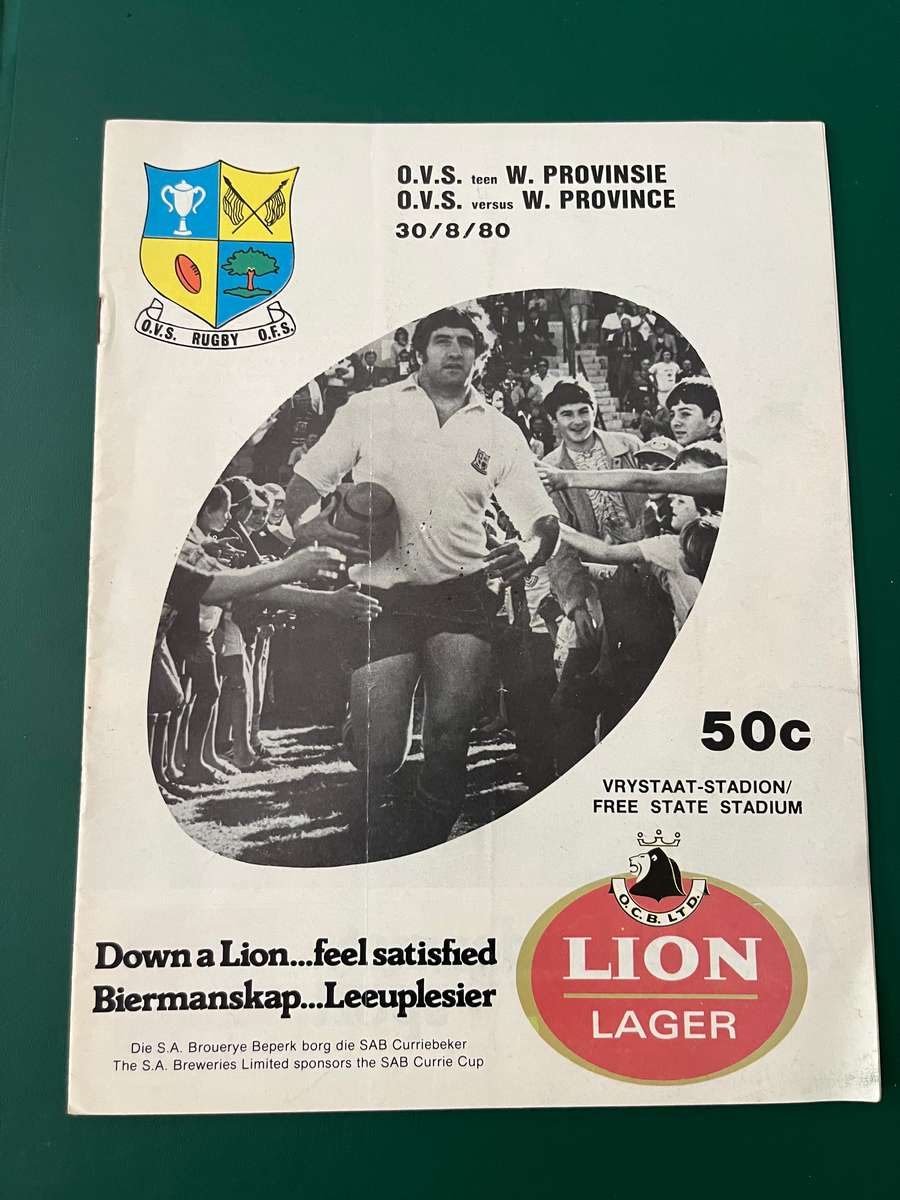 O.V.S. teen W. PROVINSIE
O.V.S. versus W. PROVINCE
30/8/80
O.V.S. RUGBY O.F.S.
50c
VRYSTAAT-STADION/
FREE STATE STADIUM
O.C.B. LTD.
LION
LAGER
Down a Lion...feel satisfied
Biermanskap...Leeuplesier
Die S.A. Brouerye Beperk borg die SAB Curriebeker
The S.A. Breweries Limited sponsors the SAB Currie Cup